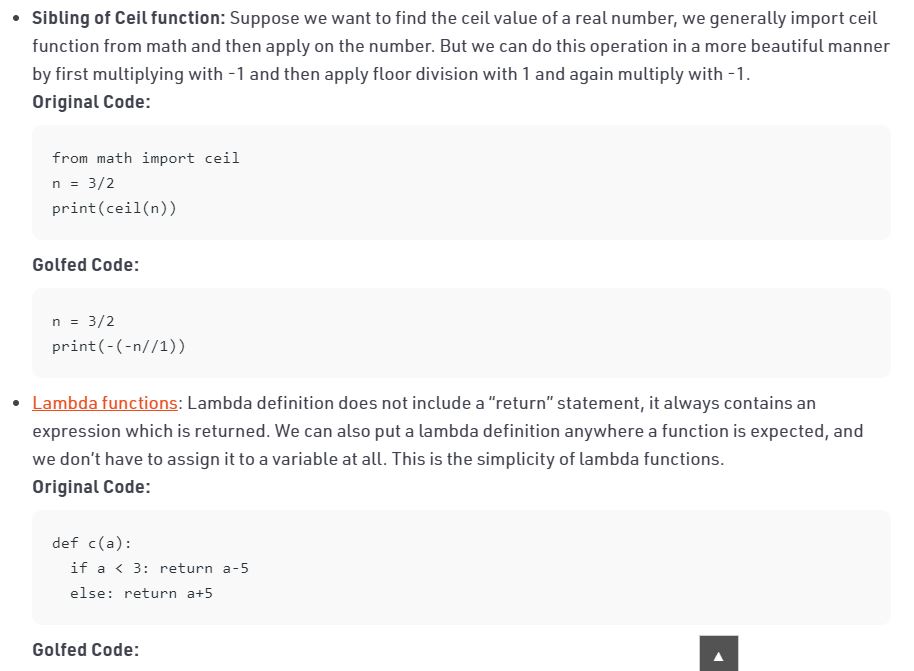 Sibling of Ceil function: Suppose we want to find the ceil value of a real number, we generally import ceil
function from math and then apply on the number. But we can do this operation in a more beautiful manner
by first multiplying with -1 and then apply floor division with 1 and again multiply with -1.
Original Code:
from math import ceil
n = 3/2
print(ceil(n))
Golfed Code:
n = 3/2
print(-(-n//1))
Lambda functions: Lambda definition does not include a “return” statement, it always contains an
expression which is returned. We can also put a lambda definition anywhere a function is expected, and
we don’t have to assign it to a variable at all. This is the simplicity of lambda functions.
Original Code:
def c(a):
  if a < 3: return a-5
  else: return a+5
Golfed Code: